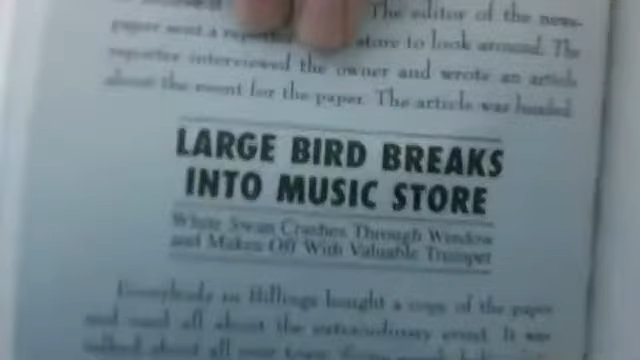 The editor of the news-
paper sent a store to look around. The
reporter interviewed the owner and wrote an article
about the event for the paper. The article was headed
LARGE BIRD BREAKS
INTO MUSIC STORE
White Swan Crashes Through Window
and Makes Off With Valuable Trumpet
Everybody in Billings bought a copy of the paper
and read all about the extraordinary event. It was
talked about all over town.